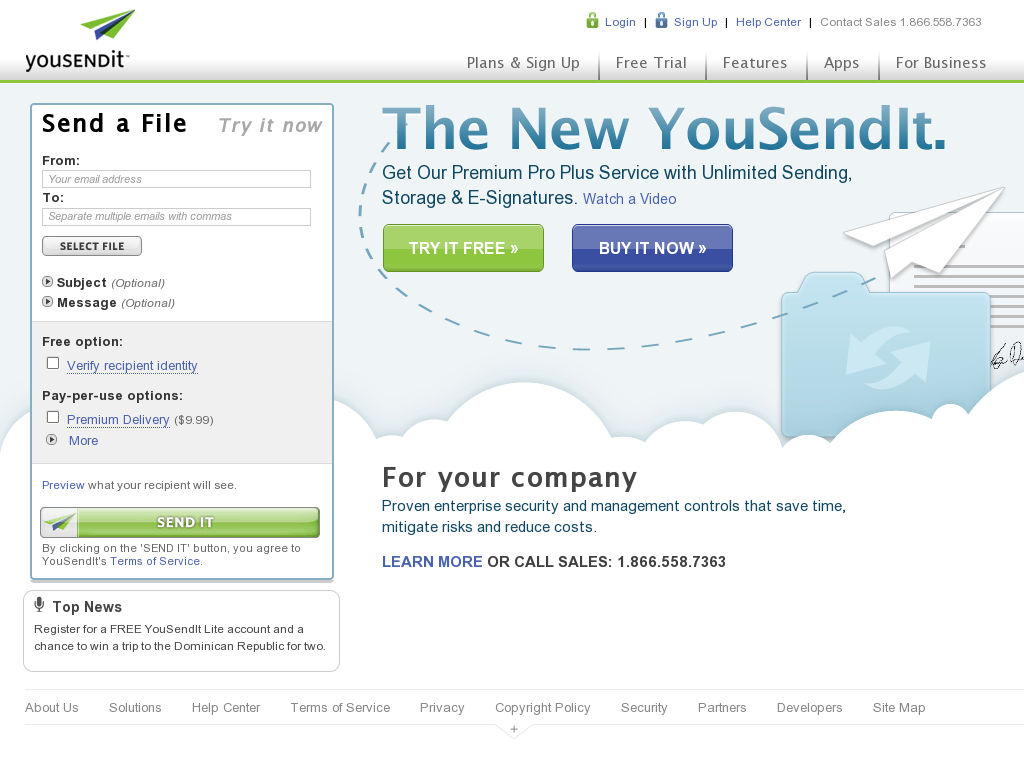 yousendit™
Login | Sign Up | Help Center | Contact Sales 1.866.558.7363
Plans & Sign Up
Free Trial
Features
Apps
For Business
Send a File
Try it now
From:
Your email address
To:
Separate multiple emails with commas
SELECT FILE
Subject (Optional)
Message (Optional)
Free option:
Verify recipient identity
Pay-per-use options:
Premium Delivery ($9.99)
More
Preview what your recipient will see.
SEND IT
By clicking on the 'SEND IT' button, you agree to
YouSendIt's Terms of Service.
Top News
Register for a FREE YouSendIt Lite account and a
chance to win a trip to the Dominican Republic for two.
The New YouSendIt.
Get Our Premium Pro Plus Service with Unlimited Sending,
Storage & E-Signatures. Watch a Video
TRY IT FREE »
BUY IT NOW »
For your company
Proven enterprise security and management controls that save time,
mitigate risks and reduce costs.
LEARN MORE OR CALL SALES: 1.866.558.7363
About Us
Solutions
Help Center
Terms of Service
Privacy
Copyright Policy
Security
Partners
Developers
Site Map
+